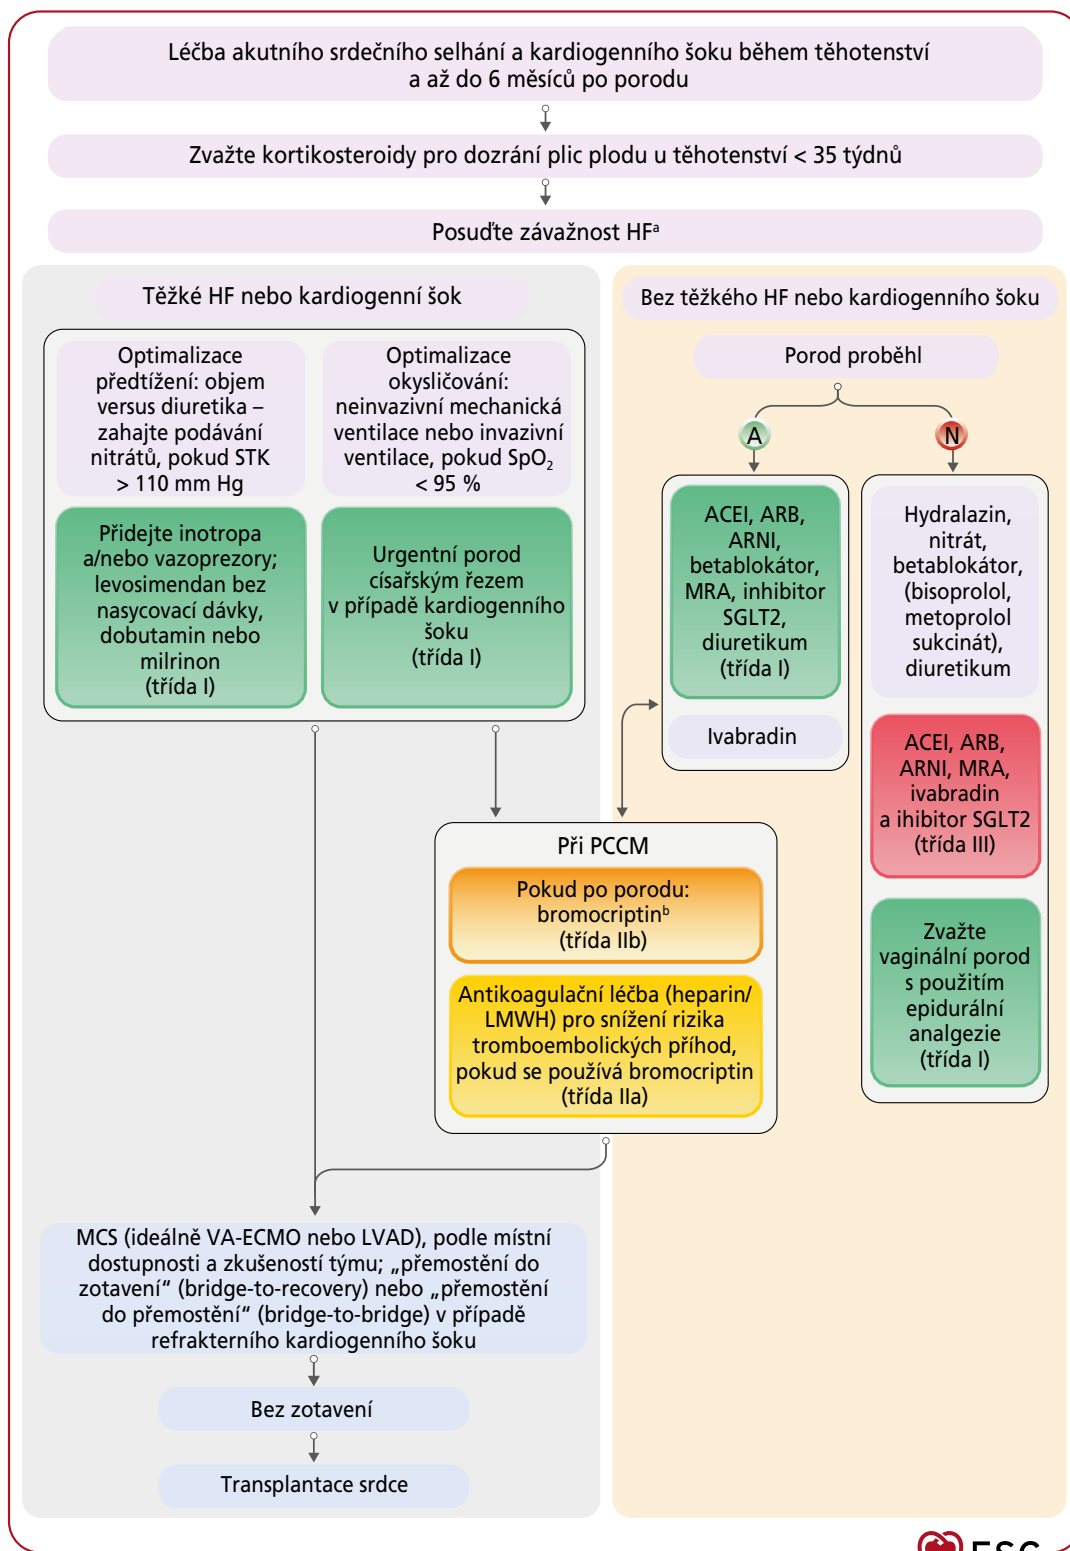 Léčba akutního srdečního selhání a kardiogenního šoku během těhotenství
a až do 6 měsíců po porodu
Zvažte kortikosteroidy pro dozrání plic plodu u těhotenství < 35 týdnů
Posuďte závažnost HFᵃ
Těžké HF nebo kardiogenní šok
Optimalizace
předtížení: objem
versus diuretika –
zahajte podávání
nitrátů, pokud STK
> 110 mm Hg
Optimalizace
okysličování:
neinvazivní mechanická
ventilace nebo invazivní
ventilace, pokud SpO₂
< 95 %
Přidejte inotropa
a/nebo vazoprezory;
levosimendan bez
nasycovací dávky,
dobutamin nebo
milrinon
(třída I)
Urgentní porod
císařským řezem
v případě kardiogenního
šoku
(třída I)
Bez těžkého HF nebo kardiogenního šoku
Porod proběhl
A
N
ACEI, ARB,
ARNI,
betablokátor,
MRA, inhibitor
SGLT2,
diuretikum
(třída I)
Ivabradin
Hydralazin,
nitrát,
betablokátor,
(bisoprolol,
metoprolol
sukcinát),
diuretikum
ACEI, ARB,
ARNI, MRA,
ivabradin
a ihibitor SGLT2
(třída III)
Zvažte
vaginální porod
s použitím
epidurální
analgezie
(třída I)
Při PCCM
Pokud po porodu:
bromocriptinᵇ
(třída IIb)
Antikoagulační léčba (heparin/
LMWH) pro snížení rizika
tromboembolických příhod,
pokud se používá bromocriptin
(třída IIa)
MCS (ideálně VA-ECMO nebo LVAD), podle místní
dostupnosti a zkušeností týmu; „přemostění do
zotavení“ (bridge-to-recovery) nebo „přemostění
do přemostění“ (bridge-to-bridge) v případě
refrakterního kardiogenního šoku
Bez zotavení
Transplantace srdce
ESC